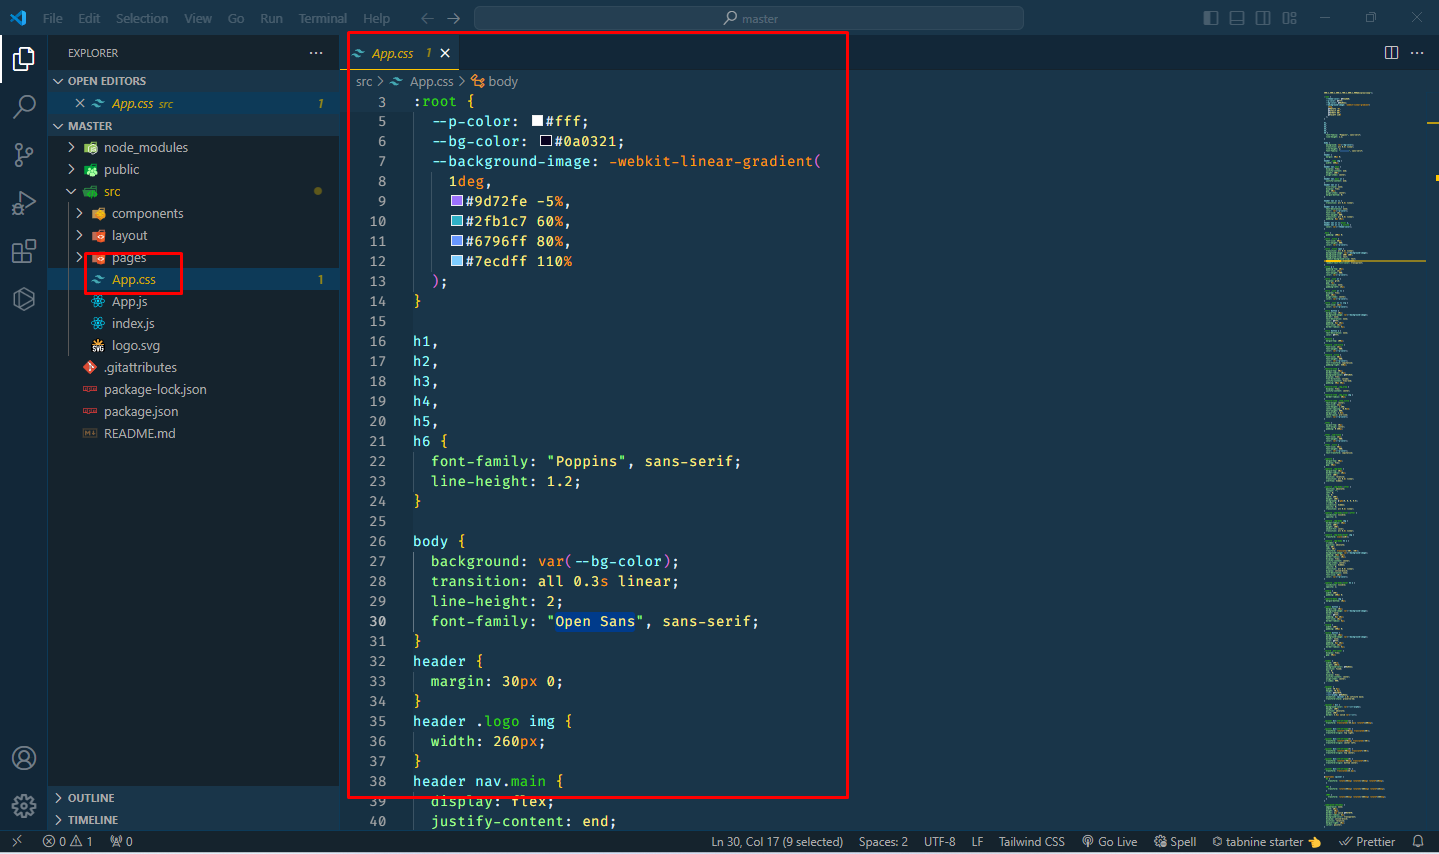 File Edit Selection View Go Run Terminal Help
master
EXPLORER
OPEN EDITORS
App.css src 1
MASTER
node_modules
public
src
components
layout
pages
App.css 1
App.js
index.js
logo.svg
.gitattributes
package-lock.json
package.json
README.md
OUTLINE
TIMELINE
App.css 1
src > App.css > body
3 :root {
5 --p-color: #fff;
6 --bg-color: #0a0321;
7 --background-image: -webkit-linear-gradient(
8 1deg,
9 #9d72fe -5%,
10 #2fb1c7 60%,
11 #6796ff 80%,
12 #7ecdff 110%
13 );
14 }
15
16 h1,
17 h2,
18 h3,
19 h4,
20 h5,
21 h6 {
22 font-family: "Poppins", sans-serif;
23 line-height: 1.2;
24 }
25
26 body {
27 background: var(--bg-color);
28 transition: all 0.3s linear;
29 line-height: 2;
30 font-family: "Open Sans", sans-serif;
31 }
32 header {
33 margin: 30px 0;
34 }
35 header .logo img {
36 width: 260px;
37 }
38 header nav.main {
39 display: flex;
40 justify-content: end;
0 1 0 Ln 30, Col 17 (9 selected) Spaces: 2 UTF-8 LF Tailwind CSS Go Live Spell tabnine starter Prettier